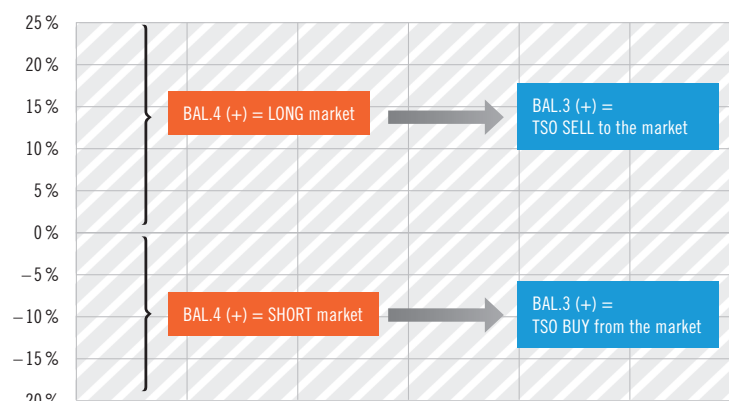 25 %
20 %
15 %
10 %
5 %
0 %
−5 %
−10 %
−15 %
−20 %
BAL.4 (+) = LONG market
BAL.3 (+) =
TSO SELL to the market
BAL.4 (+) = SHORT market
BAL.3 (+) =
TSO BUY from the market